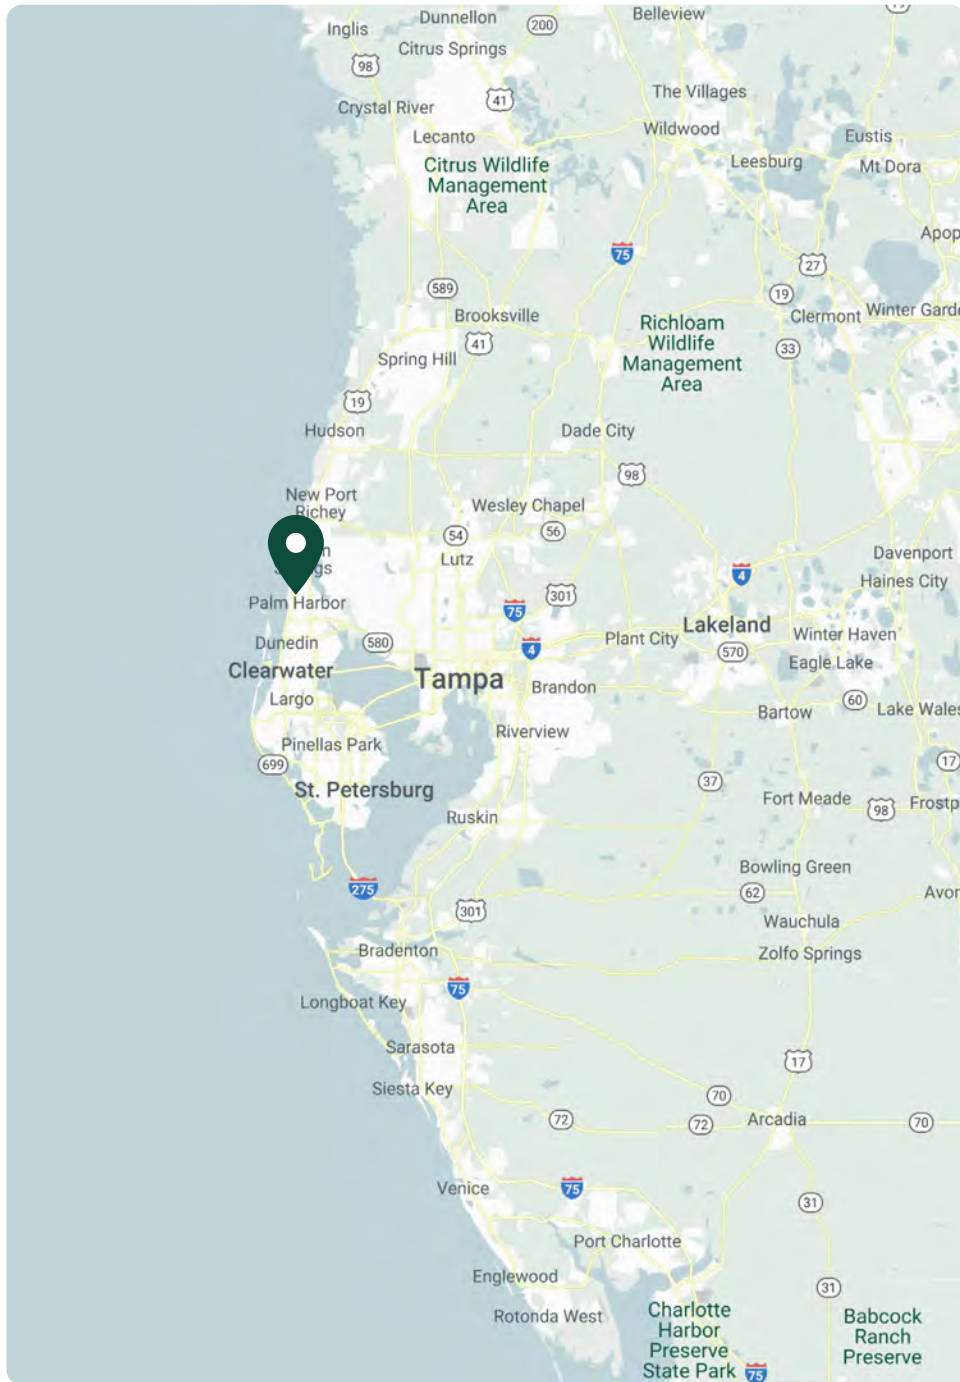 Dunnellon
Belleview
19
Inglis
200
Citrus Springs
98
41
The Villages
Crystal River
Lecanto
Wildwood
Eustis
Citrus Wildlife
Management
Area
Leesburg
Mt Dora
Apop
75
27
589
19
Brooksville
Clermont
Winter Garde
Richloam
Wildlife
Management
Area
41
33
Spring Hill
19
Hudson
Dade City
98
New Port
Richey
Wesley Chapel
54
56
Lutz
Davenport
4
Haines City
301
75
Palm Harbor
Dunedin
580
4
Plant City
Lakeland
Winter Haven
570
Eagle Lake
Clearwater
Tampa
Brandon
Largo
60
Lake Wales
Bartow
Riverview
Pinellas Park
699
17
37
St. Petersburg
Fort Meade
98
Frostp
Ruskin
Bowling Green
275
62
Avor
301
Wauchula
Bradenton
Zolfo Springs
75
Longboat Key
Sarasota
17
Siesta Key
70
72
72
Arcadia
70
Venice
75
31
Port Charlotte
Englewood
31
Rotonda West
Charlotte
Harbor
Preserve
State Park
Babcock
Ranch
Preserve
75